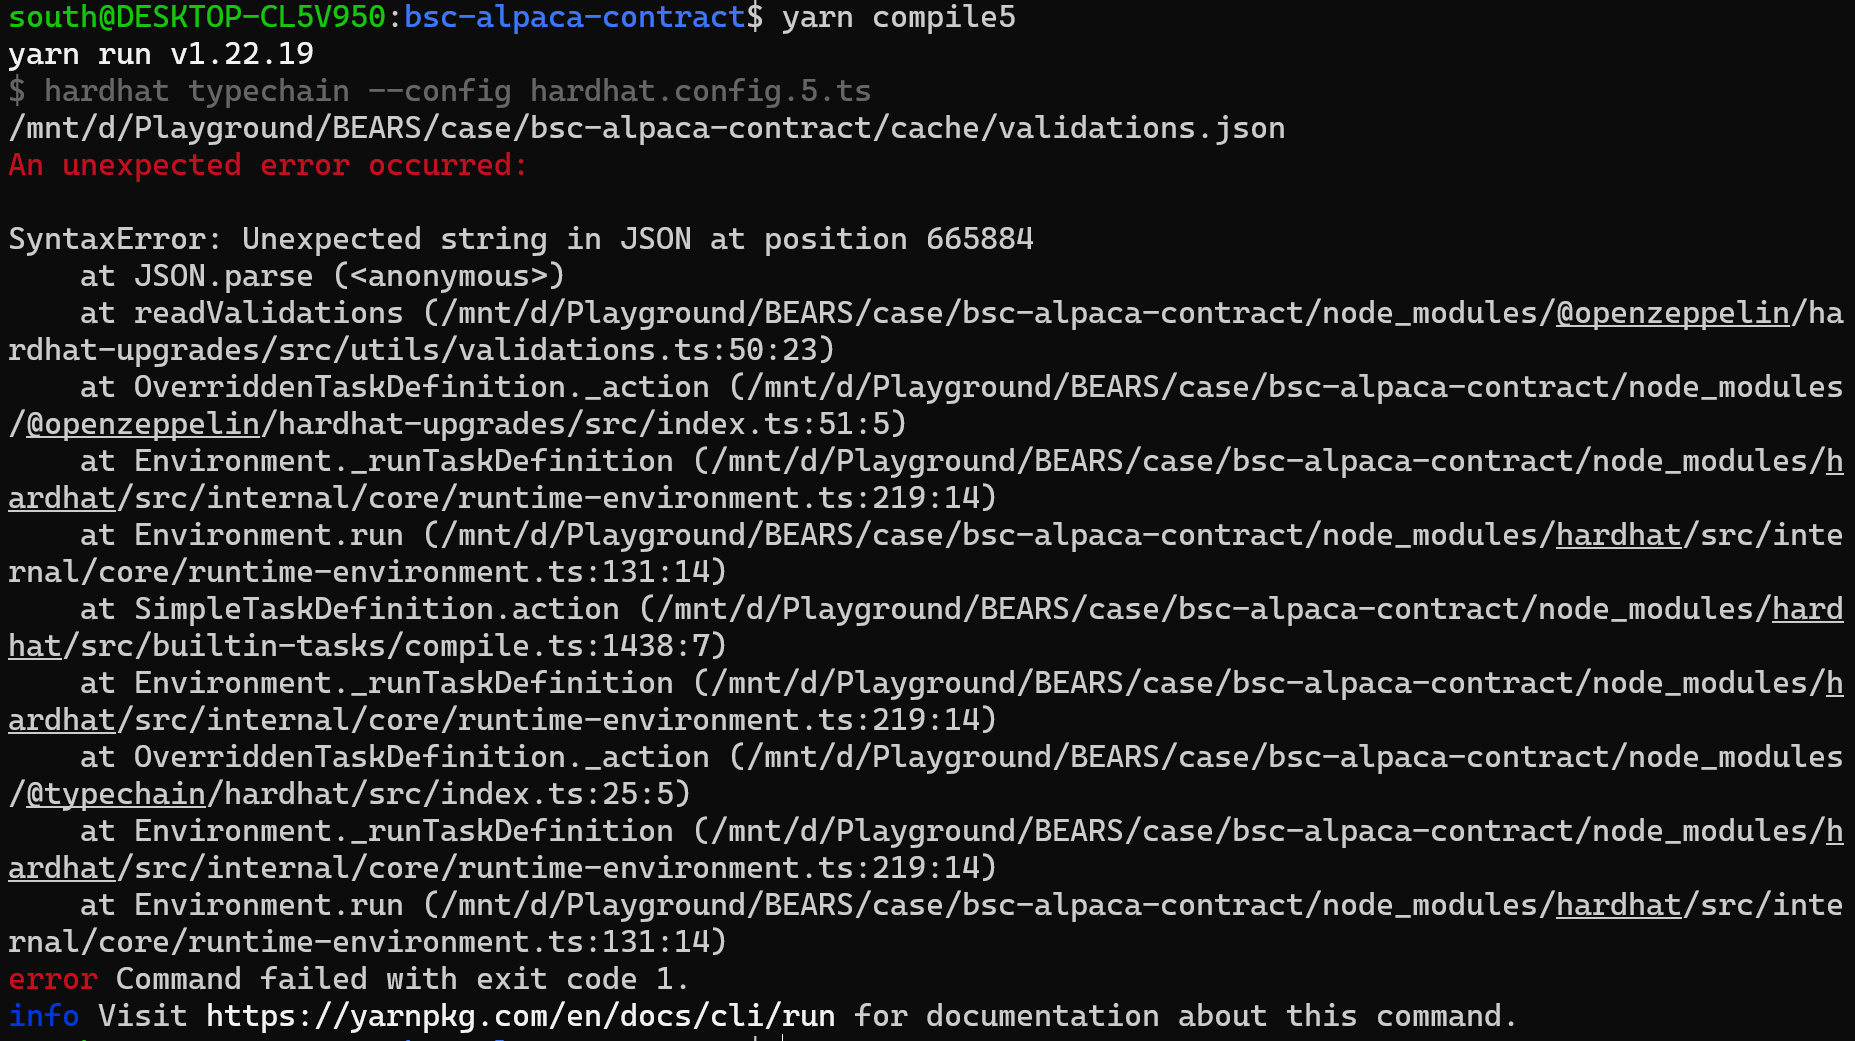 south@DESKTOP-CL5V950:bsc-alpaca-contract$ yarn compile5
yarn run v1.22.19
$ hardhat typechain --config hardhat.config.5.ts
/mnt/d/Playground/BEARS/case/bsc-alpaca-contract/cache/validations.json
An unexpected error occurred:

SyntaxError: Unexpected string in JSON at position 665884
    at JSON.parse (<anonymous>)
    at readValidations (/mnt/d/Playground/BEARS/case/bsc-alpaca-contract/node_modules/@openzeppelin/ha
rdhat-upgrades/src/utils/validations.ts:50:23)
    at OverriddenTaskDefinition._action (/mnt/d/Playground/BEARS/case/bsc-alpaca-contract/node_modules
/@openzeppelin/hardhat-upgrades/src/index.ts:51:5)
    at Environment._runTaskDefinition (/mnt/d/Playground/BEARS/case/bsc-alpaca-contract/node_modules/h
ardhat/src/internal/core/runtime-environment.ts:219:14)
    at Environment.run (/mnt/d/Playground/BEARS/case/bsc-alpaca-contract/node_modules/hardhat/src/inte
rnal/core/runtime-environment.ts:131:14)
    at SimpleTaskDefinition.action (/mnt/d/Playground/BEARS/case/bsc-alpaca-contract/node_modules/hard
hat/src/builtin-tasks/compile.ts:1438:7)
    at Environment._runTaskDefinition (/mnt/d/Playground/BEARS/case/bsc-alpaca-contract/node_modules/h
ardhat/src/internal/core/runtime-environment.ts:219:14)
    at OverriddenTaskDefinition._action (/mnt/d/Playground/BEARS/case/bsc-alpaca-contract/node_modules
/@typechain/hardhat/src/index.ts:25:5)
    at Environment._runTaskDefinition (/mnt/d/Playground/BEARS/case/bsc-alpaca-contract/node_modules/h
ardhat/src/internal/core/runtime-environment.ts:219:14)
    at Environment.run (/mnt/d/Playground/BEARS/case/bsc-alpaca-contract/node_modules/hardhat/src/inte
rnal/core/runtime-environment.ts:131:14)
error Command failed with exit code 1.
info Visit https://yarnpkg.com/en/docs/cli/run for documentation about this command.